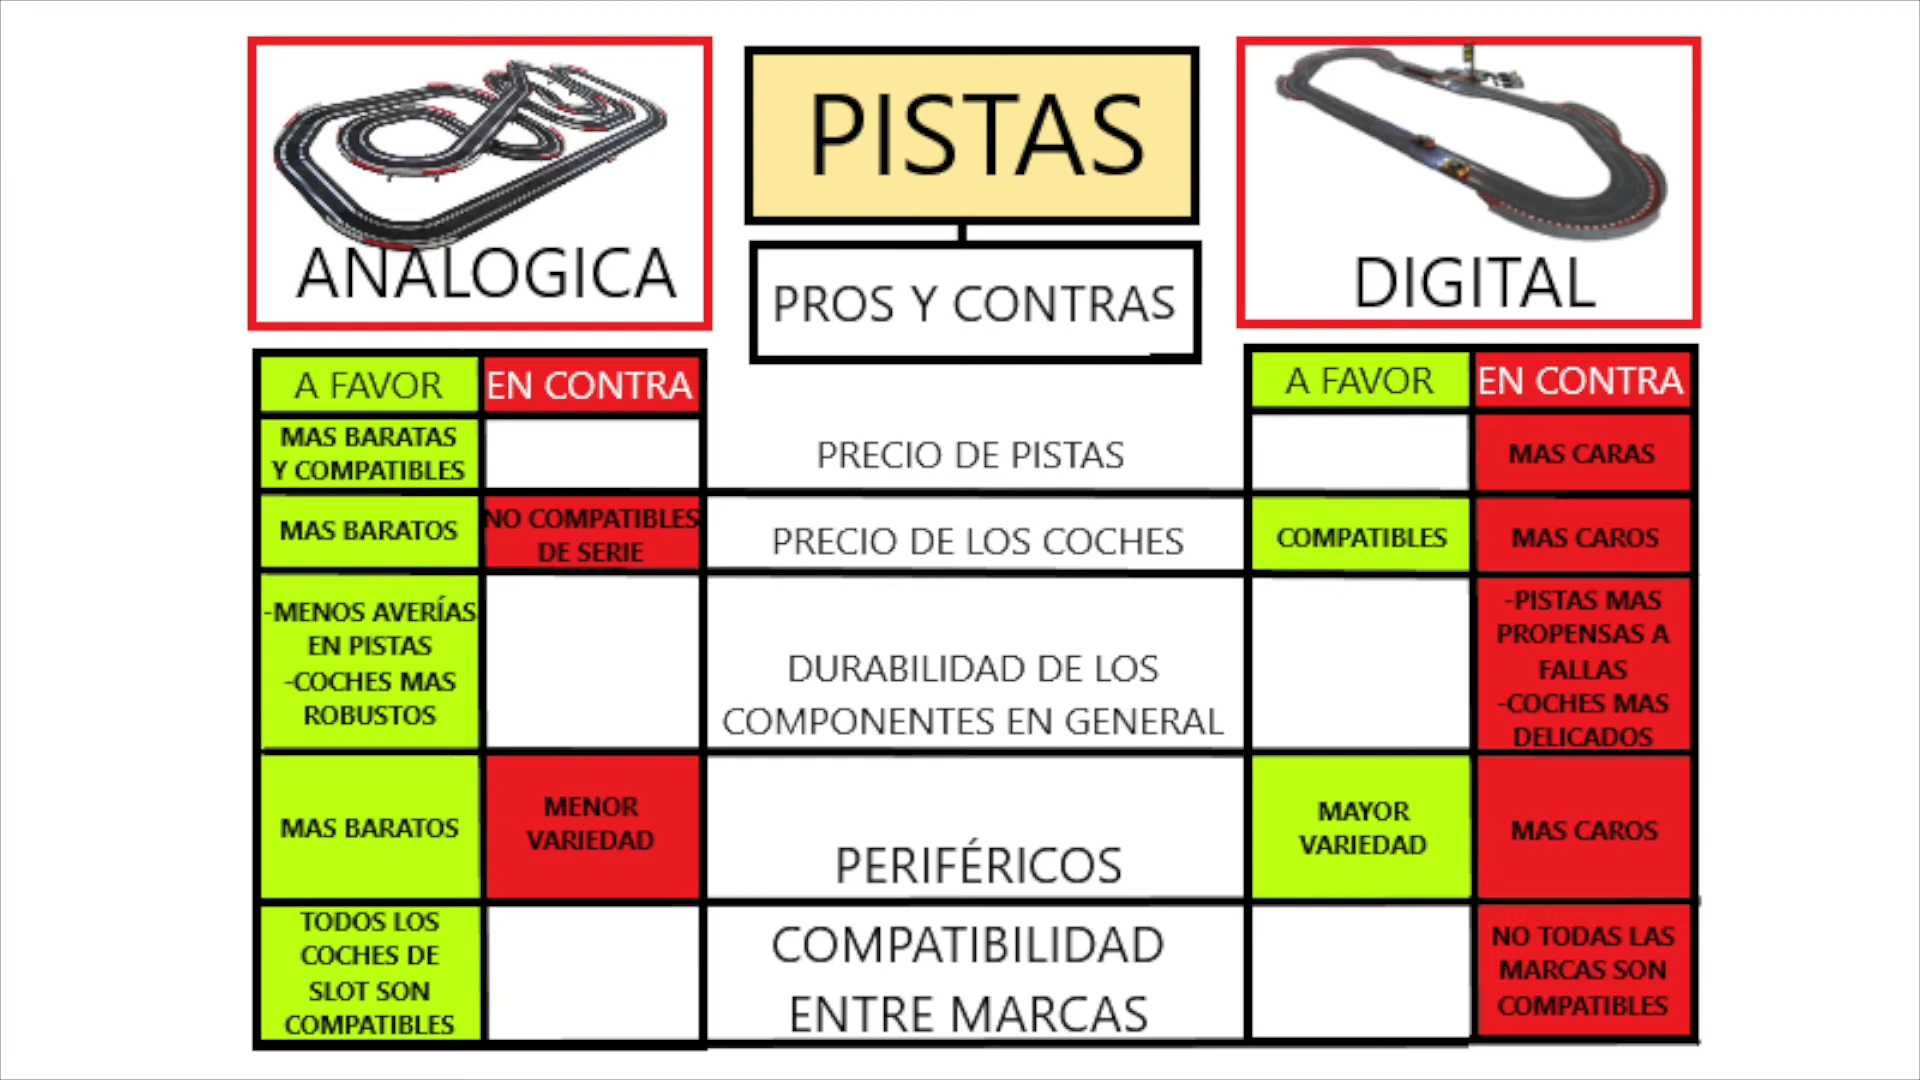 PISTAS
ANALOGICA
DIGITAL
PROS Y CONTRAS
A FAVOR
EN CONTRA
A FAVOR
EN CONTRA
MAS BARATAS
Y COMPATIBLES
PRECIO DE PISTAS
MAS CARAS
MAS BARATOS
NO COMPATIBLES
DE SERIE
PRECIO DE LOS COCHES
COMPATIBLES
MAS CAROS
-MENOS AVERÍAS
EN PISTAS
-COCHES MAS
ROBUSTOS
DURABILIDAD DE LOS
COMPONENTES EN GENERAL
-PISTAS MAS
PROPENSAS A
FALLAS
-COCHES MAS
DELICADOS
MAS BARATOS
MENOR
VARIEDAD
PERIFÉRICOS
MAYOR
VARIEDAD
MAS CAROS
TODOS LOS
COCHES DE
SLOT SON
COMPATIBLES
COMPATIBILIDAD
ENTRE MARCAS
NO TODAS LAS
MARCAS SON
COMPATIBLES